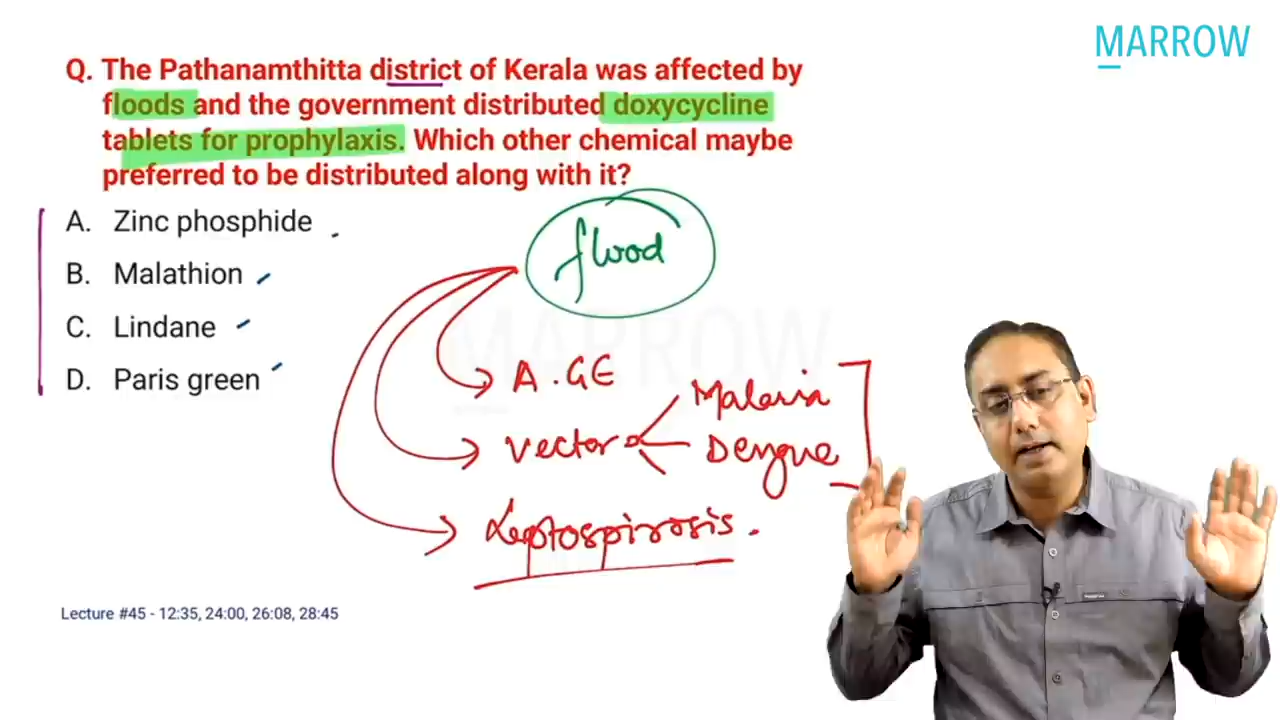 MARROW
Q. The Pathanamthitta district of Kerala was affected by
floods and the government distributed doxycycline
tablets for prophylaxis. Which other chemical maybe
preferred to be distributed along with it?
A. Zinc phosphide
B. Malathion
C. Lindane
D. Paris green
flood
MARROW
A.GE
Vector
Malaria
Dengue
Leptospirosis.
Lecture #45 - 12:35, 24:00, 26:08, 28:45